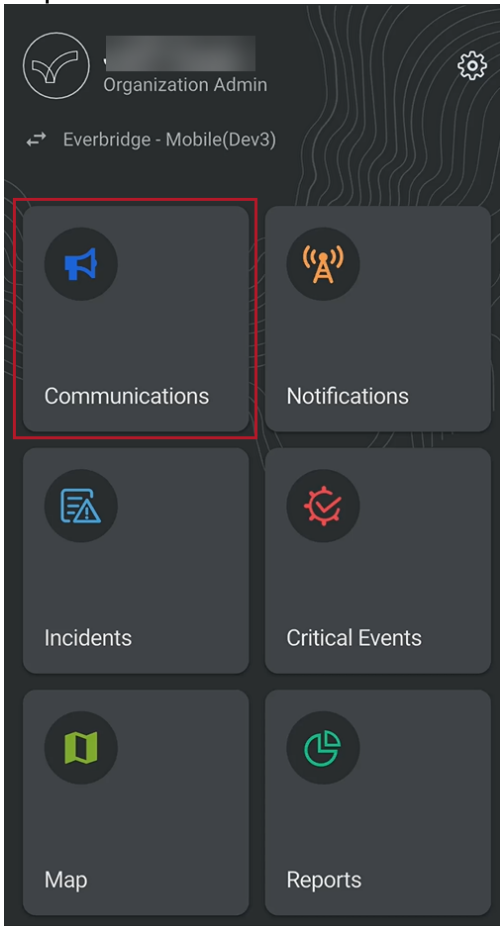 Organization Admin
Everbridge - Mobile(Dev3)
Communications
Notifications
Incidents
Critical Events
Map
Reports